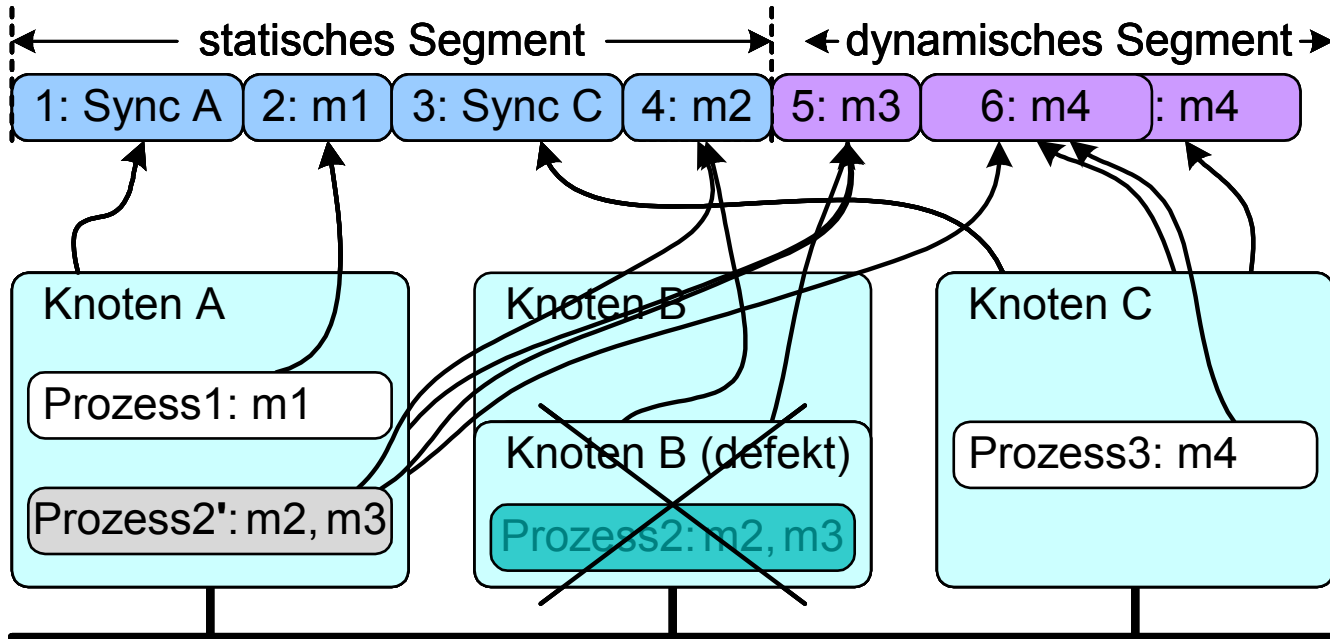 statisches Segment
dynamisches Segment
1: Sync A
2: m1
3: Sync C
4: m2
5: m3
6: m4
: m4
Knoten A
Knoten B
Knoten C
Prozess1: m1
Knoten B (defekt)
Prozess3: m4
Prozess2': m2, m3
Prozess2: m2, m3